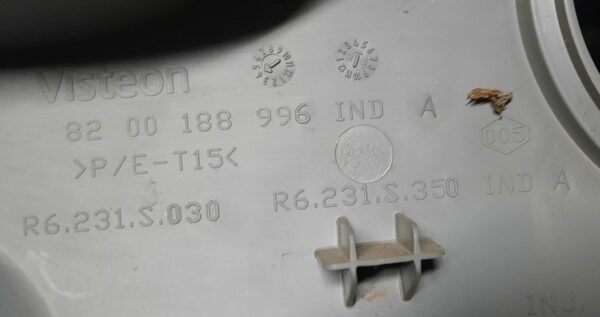 Visteon
82 00 188 996 IND A
>P/E-T15<
005
R6.231.S.030
R6.231.S.350 IND A
INJ.